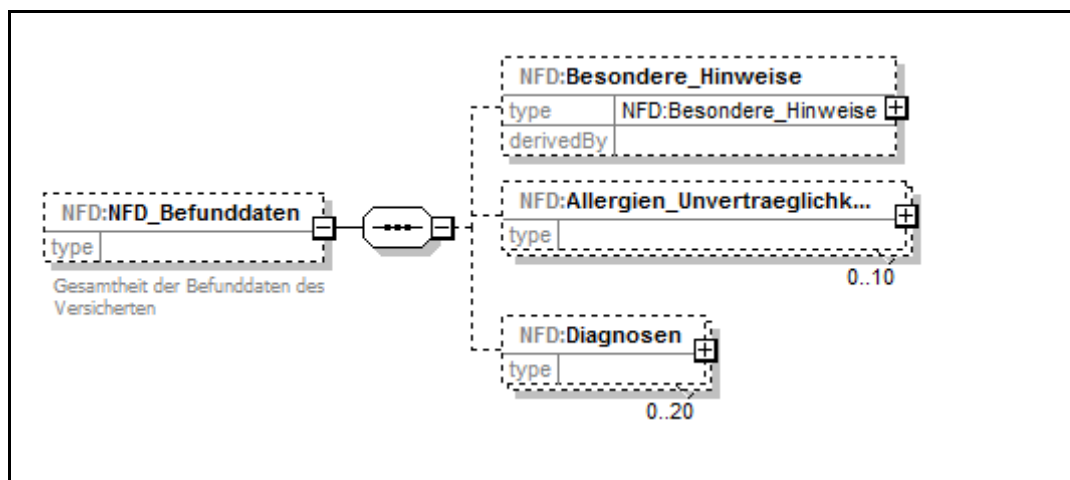 NFD:Besondere_Hinweise
type NFD:Besondere_Hinweise
derivedBy
NFD:Allergien_Unvertraeglichk...
type
0..10
NFD:NFD_Befunddaten
type
Gesamtheit der Befunddaten des
Versicherten
NFD:Diagnosen
type
0..20